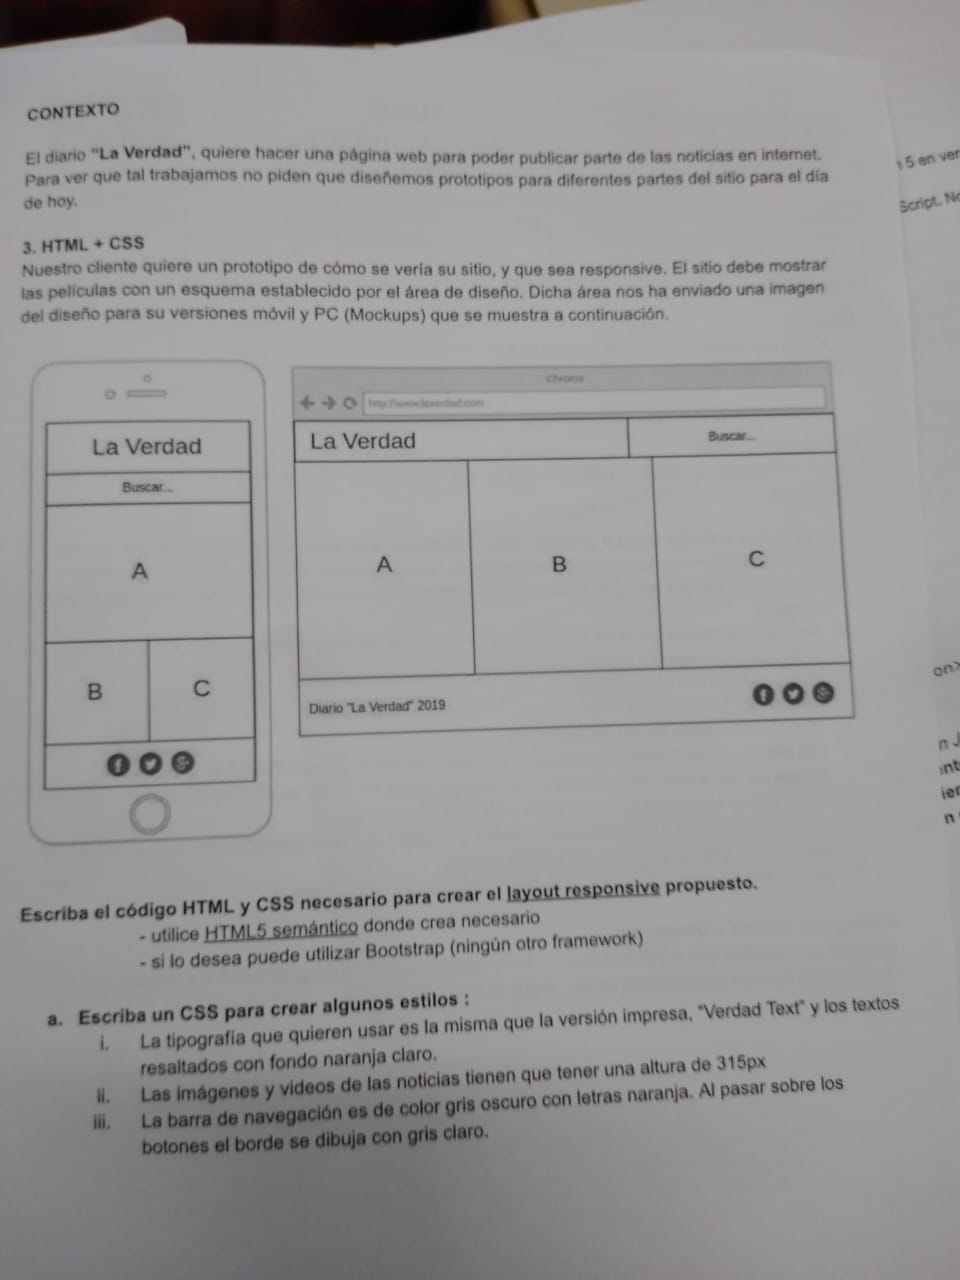 CONTEXTO
El diario "La Verdad", quiere hacer una página web para poder publicar parte de las noticias en internet.
Para ver que tal trabajamos no piden que diseñemos prototipos para diferentes partes del sitio para el día
de hoy.
3. HTML + CSS
Nuestro cliente quiere un prototipo de cómo se vería su sitio, y que sea responsive. El sitio debe mostrar
las películas con un esquema establecido por el área de diseño. Dicha área nos ha enviado una imagen
del diseño para su versiones móvil y PC (Mockups) que se muestra a continuación.
La Verdad
Buscar...
A
B C
Chrome
http://www.laverdad.com
La Verdad Buscar...
A B C
Diario "La Verdad" 2019
Escriba el código HTML y CSS necesario para crear el layout responsive propuesto.
- utilice HTML5 semántico donde crea necesario
- si lo desea puede utilizar Bootstrap (ningún otro framework)
a. Escriba un CSS para crear algunos estilos :
i. La tipografía que quieren usar es la misma que la versión impresa, "Verdad Text" y los textos
resaltados con fondo naranja claro.
ii. Las imágenes y videos de las noticias tienen que tener una altura de 315px
iii. La barra de navegación es de color gris oscuro con letras naranja. Al pasar sobre los
botones el borde se dibuja con gris claro.
5 en ver
Script. No
on>